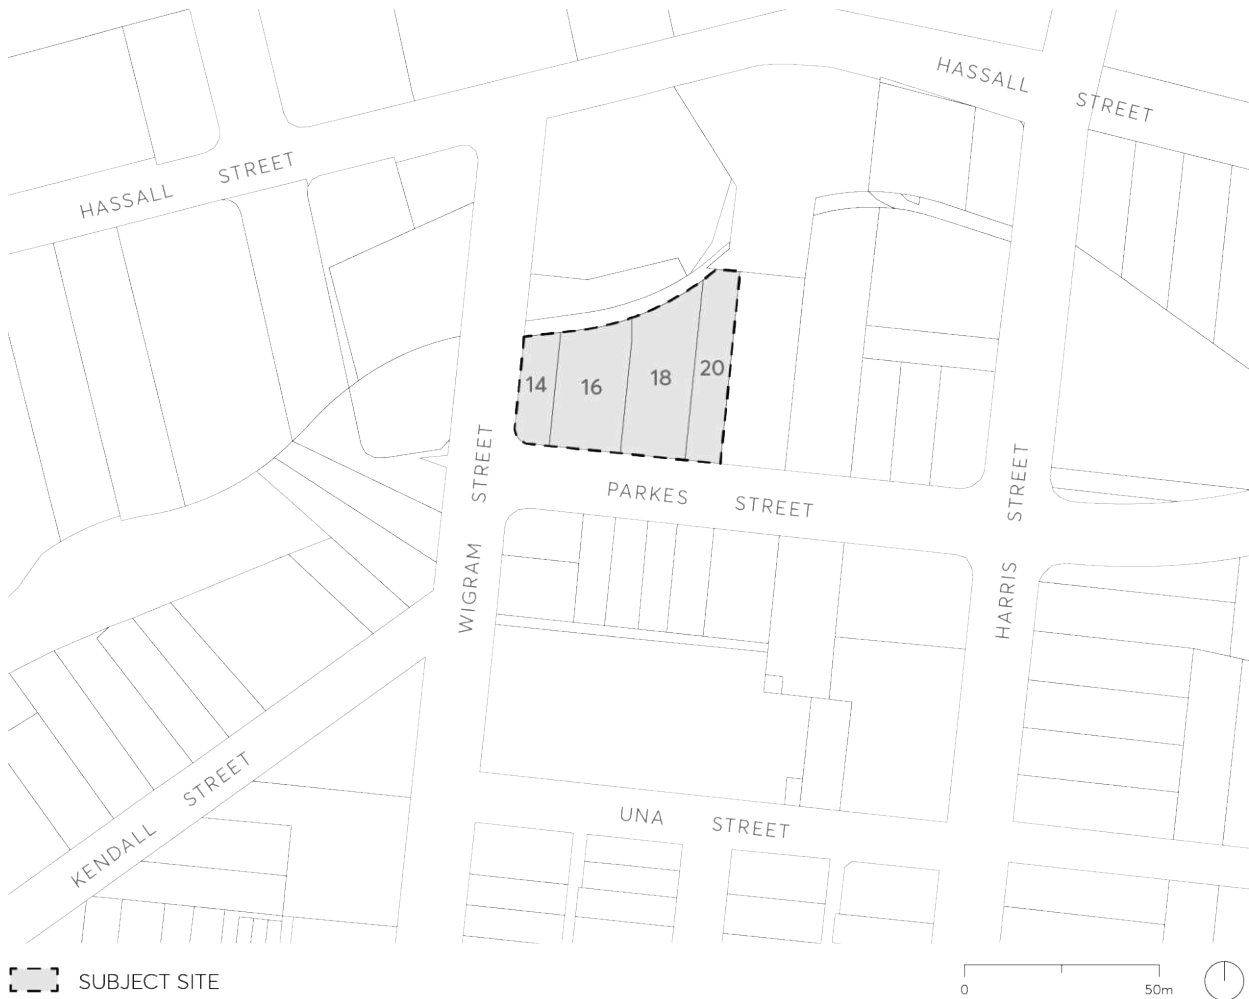 HASSALL STREET
HASSALL STREET
14 16 18 20
PARKES STREET
WIGRAM STREET
HARRIS STREET
UNA STREET
KENDALL STREET
SUBJECT SITE
0 50m